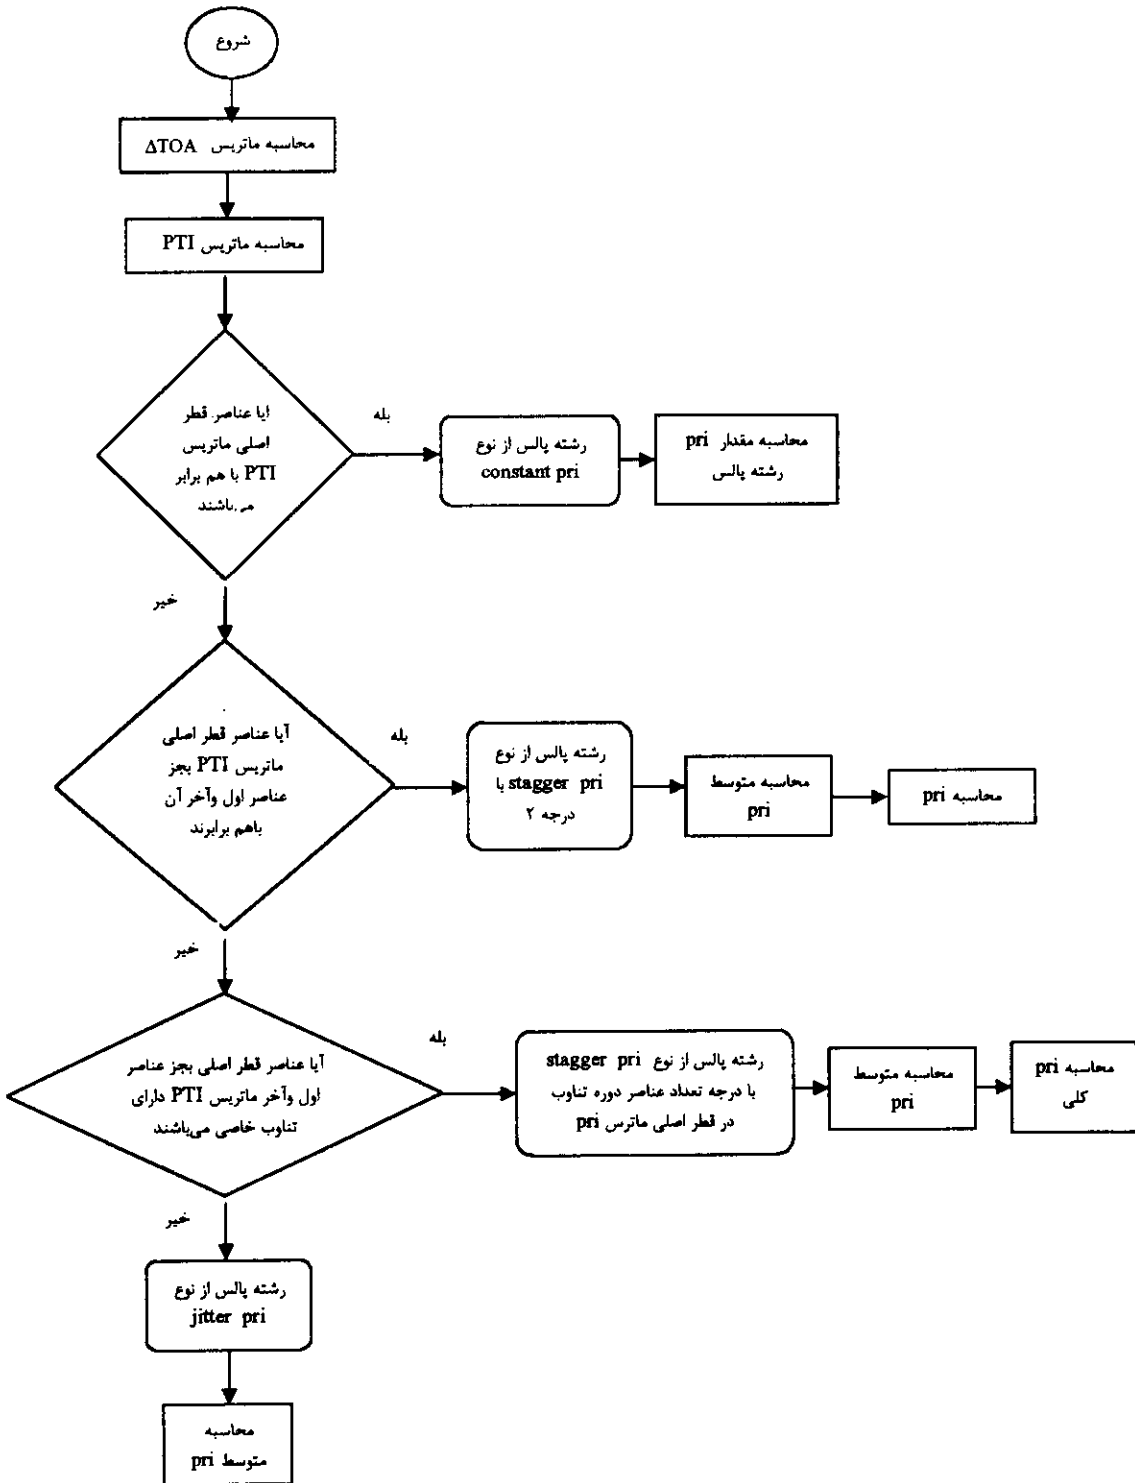 شروع
محاسبه ماتریس ΔTOA
محاسبه ماتریس PTI
ایا عناصر قطر
اصلی ماتریس
PTI با هم برابر
می‌باشند
بله
رشته پالس از نوع
constant pri
محاسبه مقدار pri
رشته پالس
خیر
آیا عناصر قطر اصلی
ماتریس PTI بجز
عناصر اول وآخر آن
باهم برابرند
بله
رشته پالس از نوع
stagger pri با
درجه ۲
محاسبه متوسط
pri
محاسبه pri
خیر
آیا عناصر قطر اصلی بجز عناصر
اول وآخر ماتریس PTI دارای
تناوب خاصی می‌باشند
بله
رشته پالس از نوع stagger pri
با درجه تعداد عناصر دوره تناوب
در قطر اصلی ماترس pri
محاسبه متوسط
pri
محاسبه pri
کلی
خیر
رشته پالس از نوع
jitter pri
محاسبه
متوسط pri